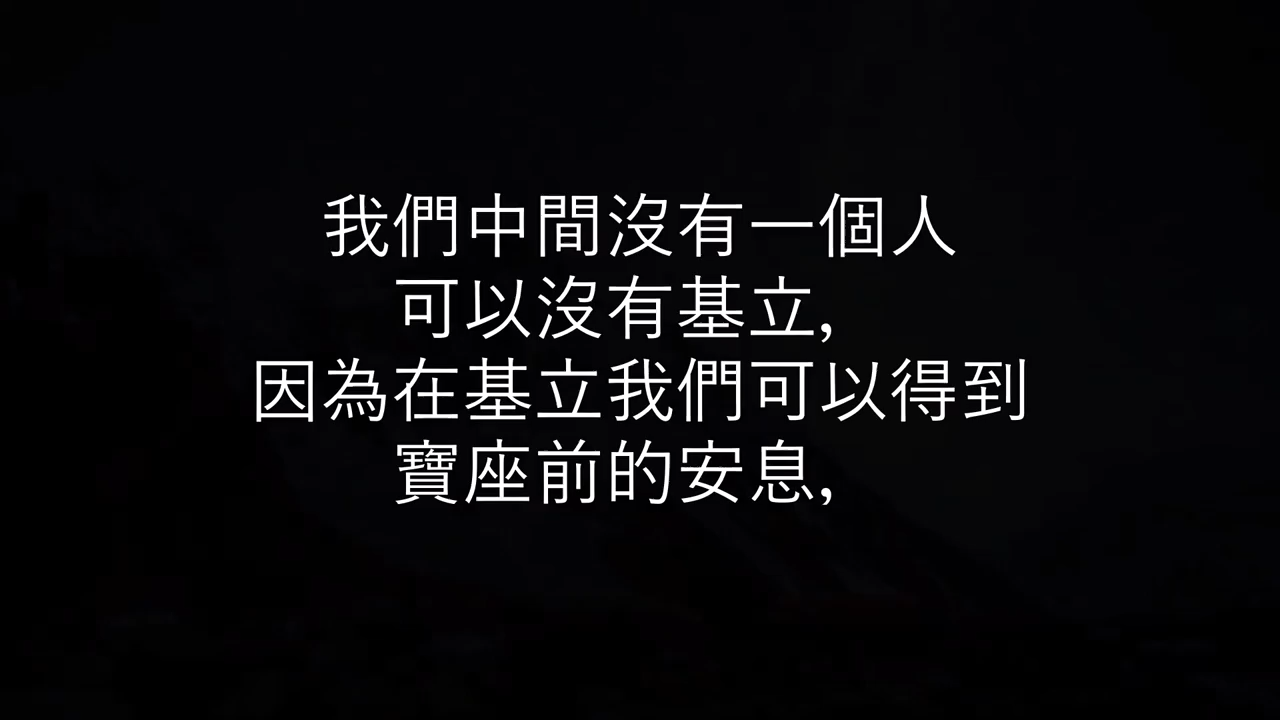 我們中間沒有一個人
可以沒有基立,
因為在基立我們可以得到
寶座前的安息,